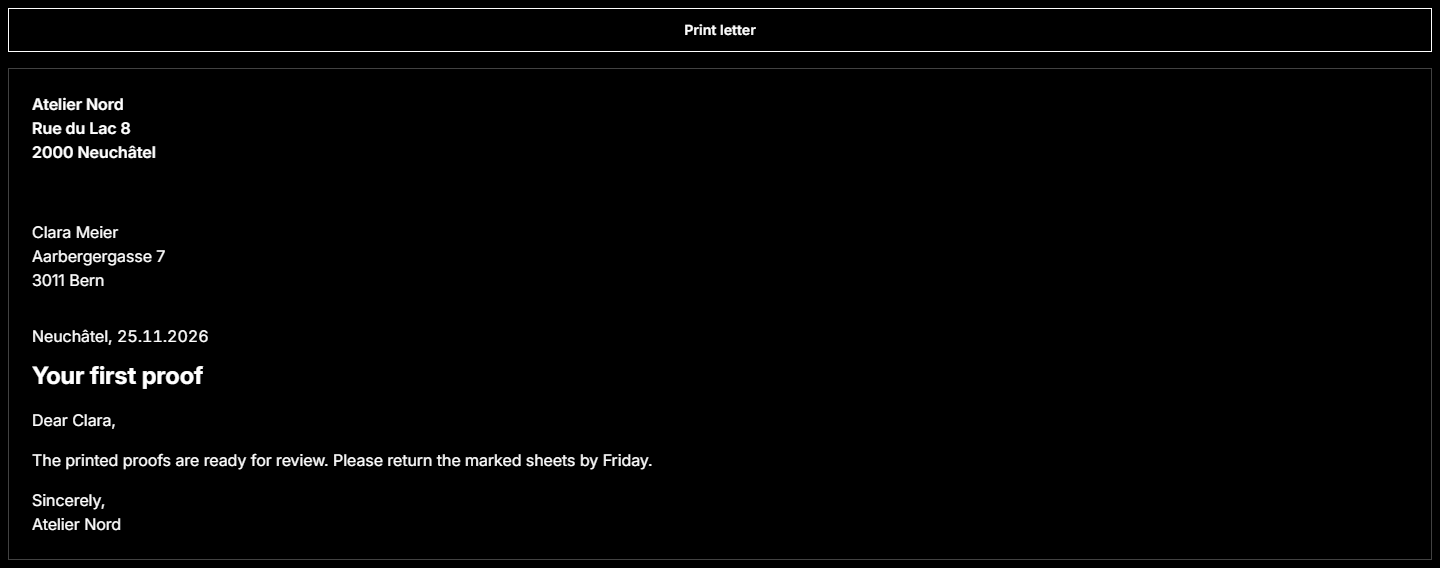 Print letter
Atelier Nord
Rue du Lac 8
2000 Neuchâtel
Clara Meier
Aarbergergasse 7
3011 Bern
Neuchâtel, 25.11.2026
Your first proof
Dear Clara,
The printed proofs are ready for review. Please return the marked sheets by Friday.
Sincerely,
Atelier Nord